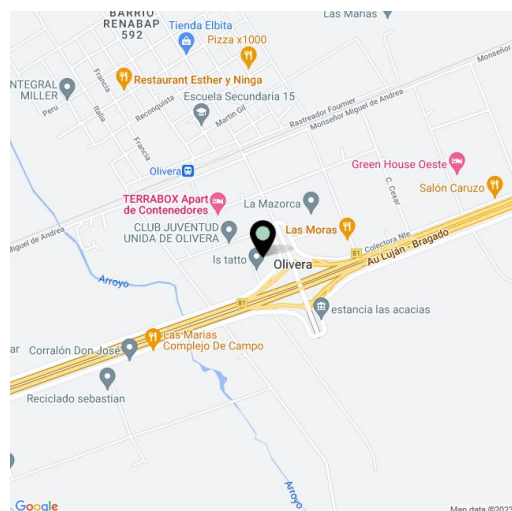 BARRIO
RENABAP
592
Las Marías
Tienda Elbita
Pizza x1000
Monseñor
INTEGRAL
MILLER
Francia
Restaurant Esther y Ninga
Peru
Italia
Reconquista
Escuela Secundaria 15
Martin Gil
Rastreador Fournier
Monseñor Miguel de Andrea
Francia
Olivera
Green House Oeste
C. Cexar
Salón Caruzo
TERRABOX Apart
de Contenedores
La Mazorca
CLUB JUVENTUD
UNIDA DE OLIVERA
Las Moras
Colectora Nte
Miguel de Andrea
Is tatto
Olivera
B1
Au Luján - Bragado
Arroyo
B1
estancia las acacias
Las Marias
Complejo De Campo
ar
Corralón Don José
Reciclado sebastian
Arroyo
Google
Map data ©2023